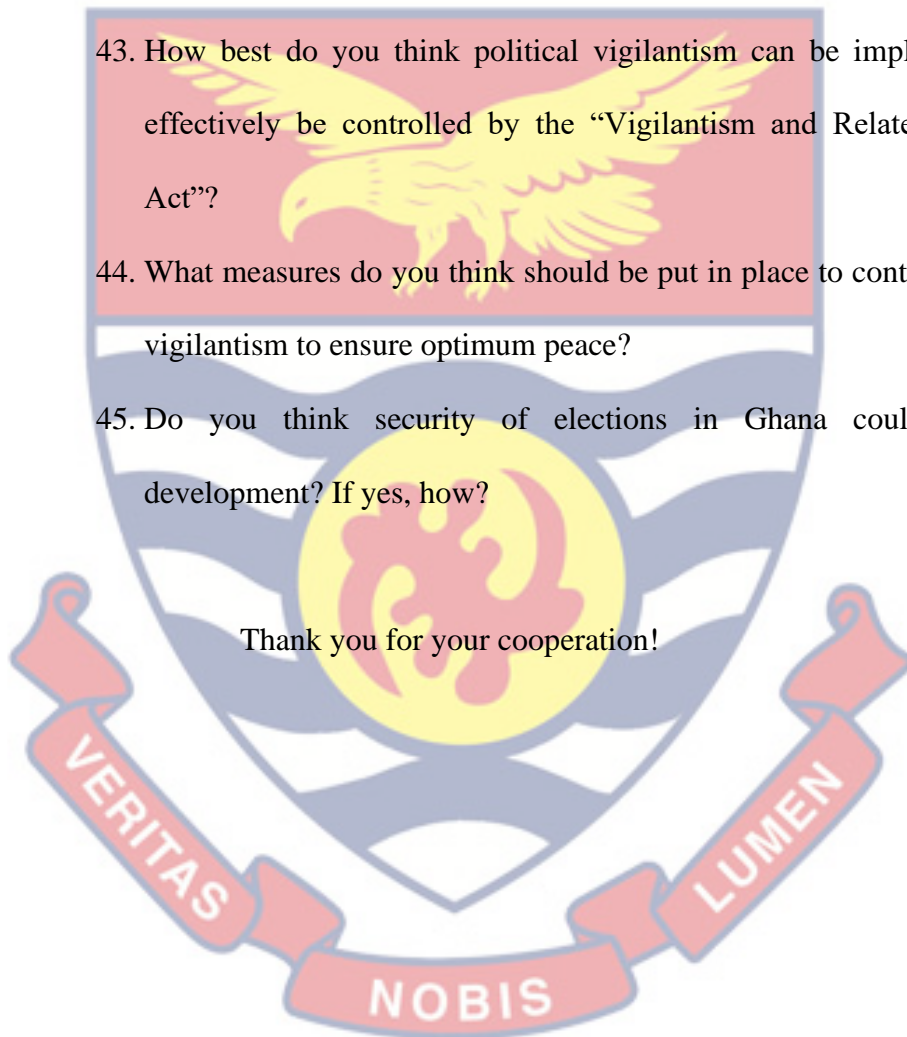 43. How best do you think political vigilantism can be impl
effectively be controlled by the “Vigilantism and Relate
Act”?
44. What measures do you think should be put in place to cont
vigilantism to ensure optimum peace?
45. Do you think security of elections in Ghana coul
development? If yes, how?
Thank you for your cooperation!
VERITAS
NOBIS
LUMEN